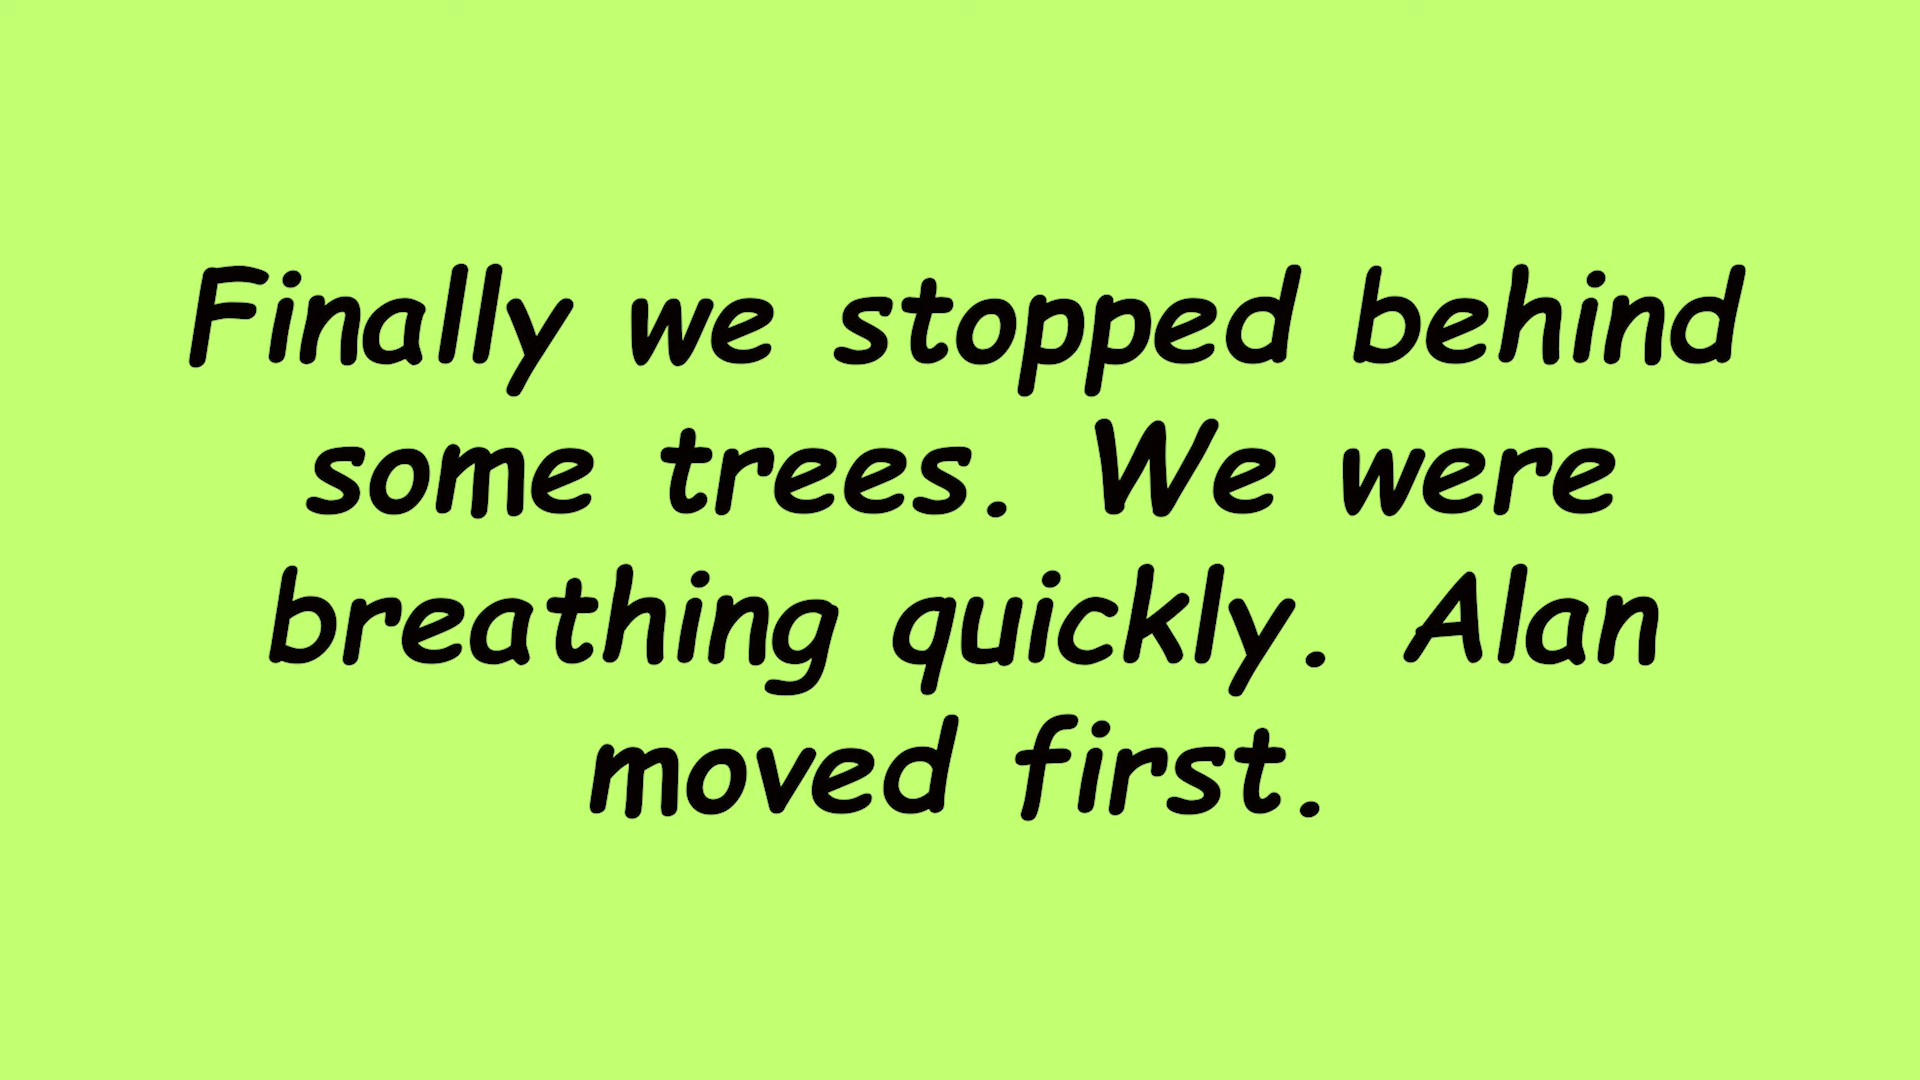 Finally we stopped behind
some trees. We were
breathing quickly. Alan
moved first.